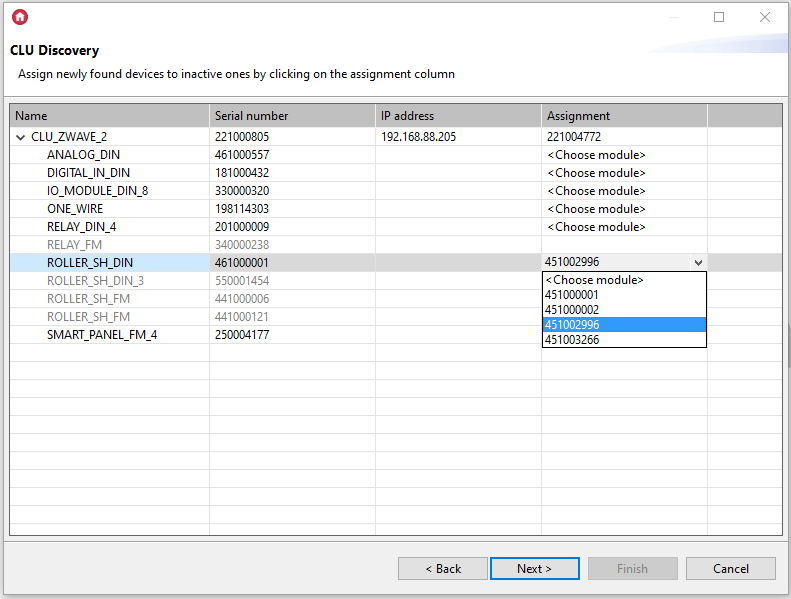 CLU Discovery
Assign newly found devices to inactive ones by clicking on the assignment column
Name Serial number IP address Assignment
CLU_ZWAVE_2 221000805 192.168.88.205 221004772
ANALOG_DIN 461000557 <Choose module>
DIGITAL_IN_DIN 181000432 <Choose module>
IO_MODULE_DIN_8 330000320 <Choose module>
ONE_WIRE 198114303 <Choose module>
RELAY_DIN_4 201000009 <Choose module>
RELAY_FM 340000238
ROLLER_SH_DIN 461000001 451002996
ROLLER_SH_DIN_3 550001454 <Choose module>
ROLLER_SH_FM 441000006 451000001
451000002
ROLLER_SH_FM 441000121 451002996
SMART_PANEL_FM_4 250004177 451003266
< Back Next > Finish Cancel